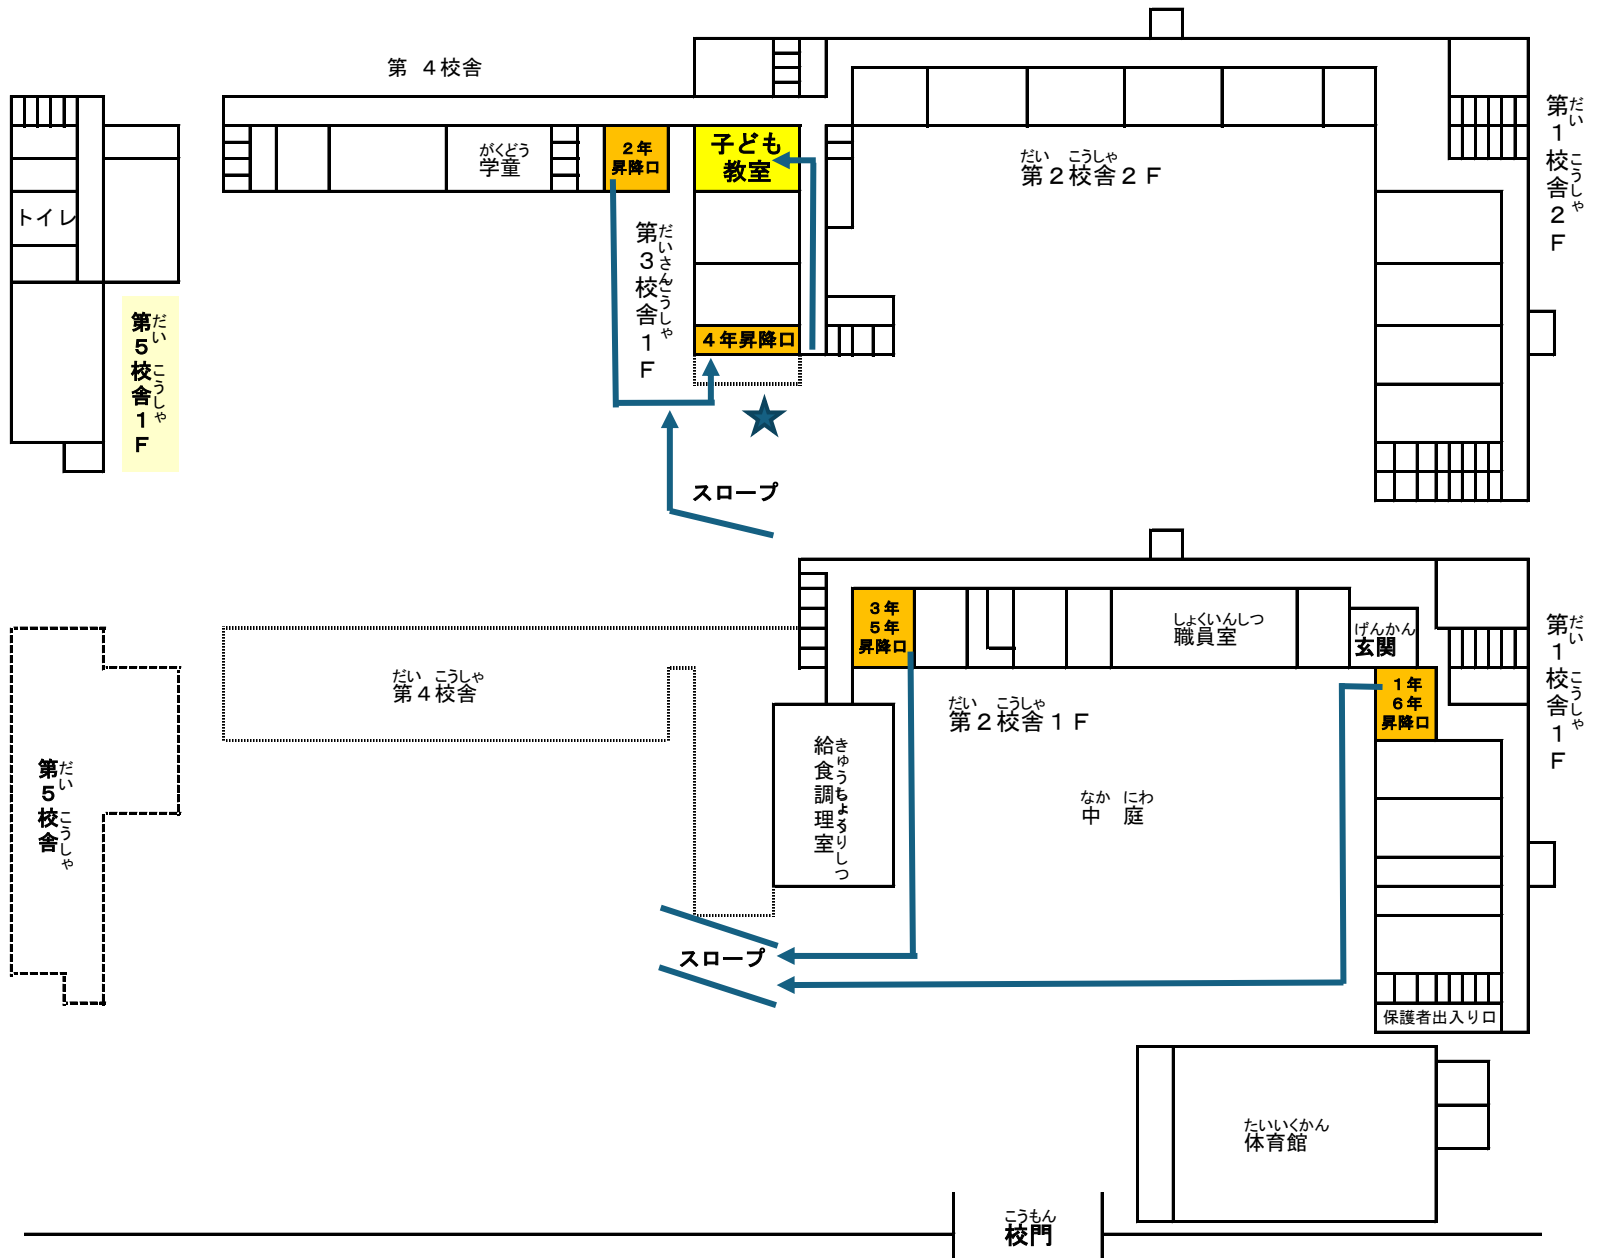 第　４校舎
子ども
教室
２年
昇降口
がくどう
学童
だい　こうしゃ
第２校舎２Ｆ
だい　こうしゃ
第１校舎２Ｆ
トイレ
だいさんこうしゃ
第３校舎１Ｆ
だい　こうしゃ
第５校舎１Ｆ
４年昇降口
スロープ
３年
５年
昇降口
しょくいんしつ
職員室
げんかん
玄関
だい　こうしゃ
第１校舎１Ｆ
だい　こうしゃ
第４校舎
１年
６年
昇降口
だい　こうしゃ
第２校舎１Ｆ
きゅうちょうりしつ
給食調理室
だい　こうしゃ
第５校舎
なか　にわ
中　庭
スロープ
保護者出入り口
たいいくかん
体育館
こうもん
校門